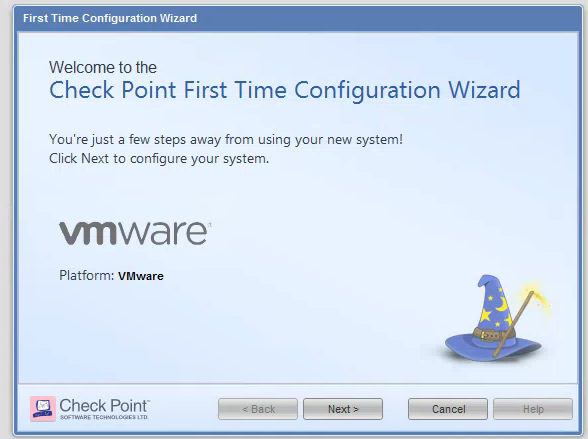 First Time Configuration Wizard
Welcome to the
Check Point First Time Configuration Wizard
You're just a few steps away from using your new system!
Click Next to configure your system.
vmware
Platform: VMware
Check Point™
SOFTWARE TECHNOLOGIES LTD.
< Back
Next >
Cancel
Help